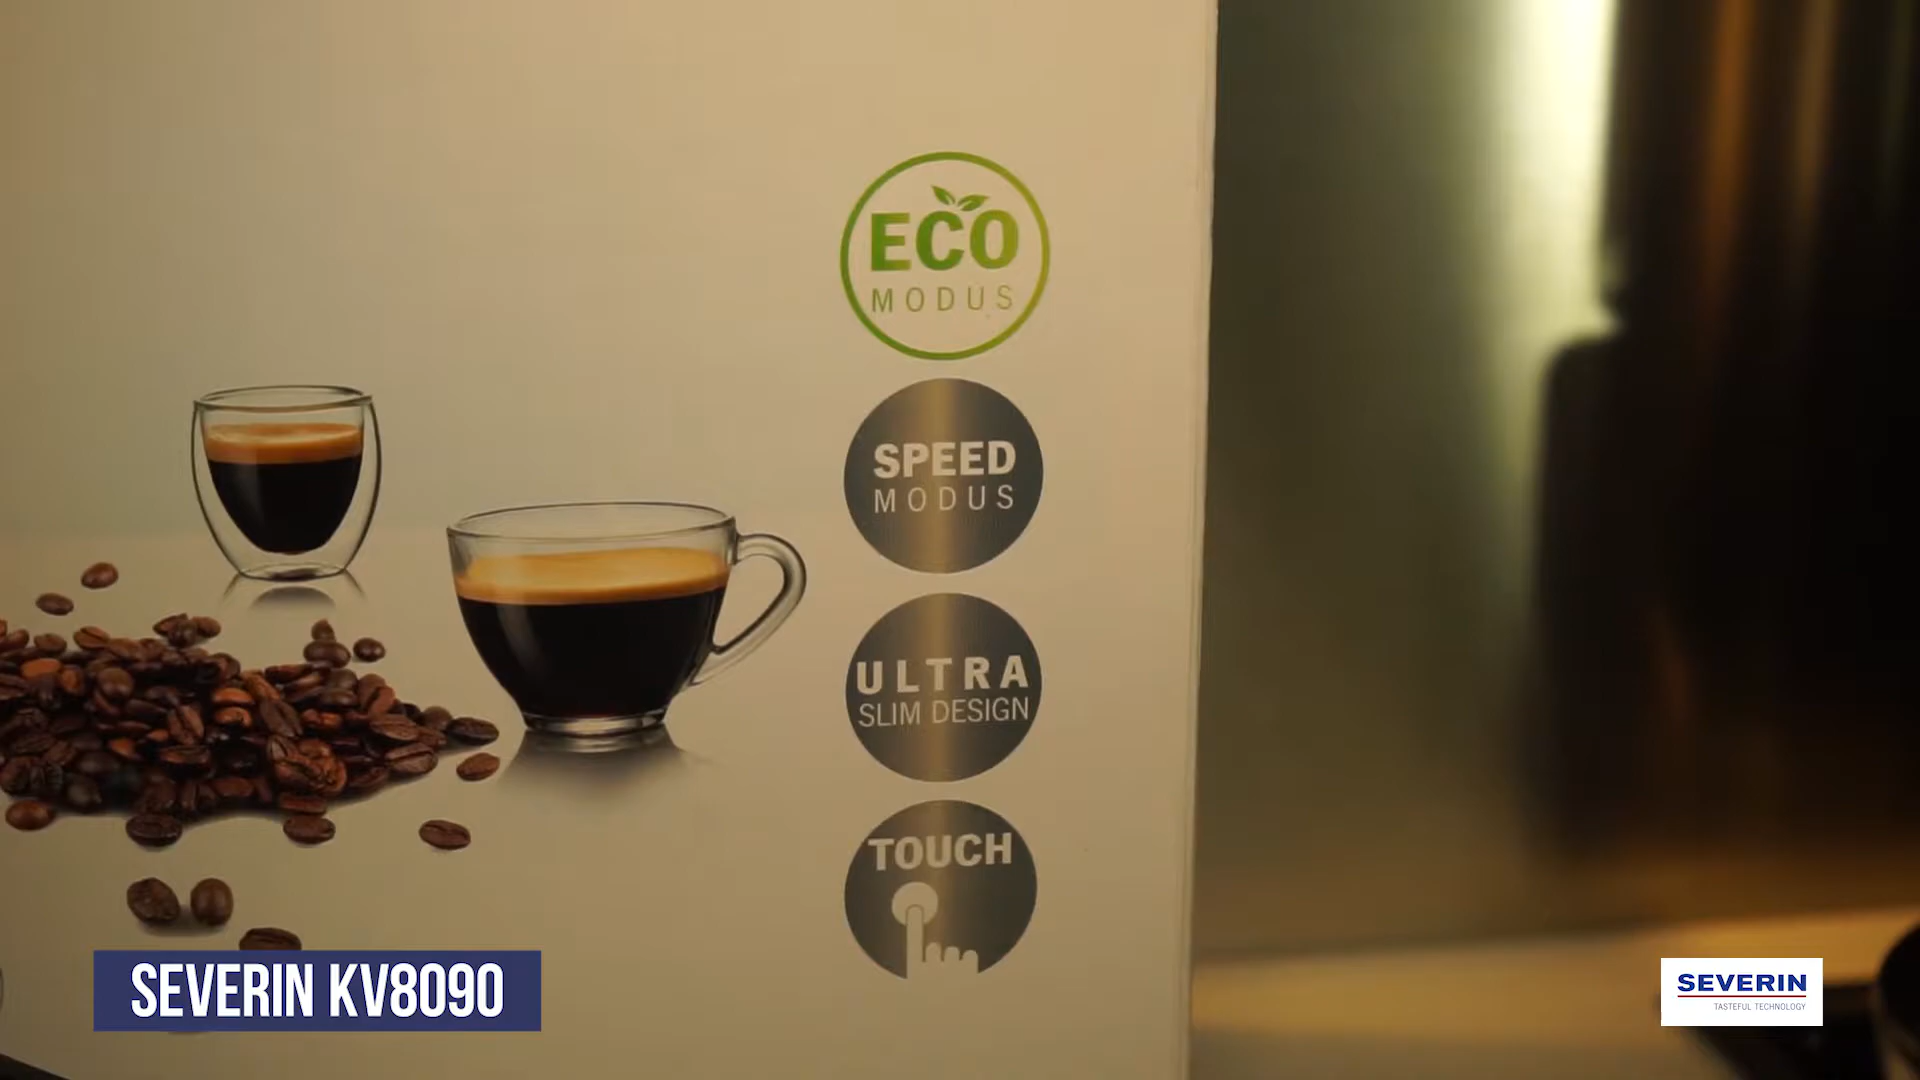 ECO
MODUS
SPEED
MODUS
ULTRA
SLIM DESIGN
TOUCH
SEVERIN KV8090
SEVERIN
TASTEFUL TECHNOLOGY